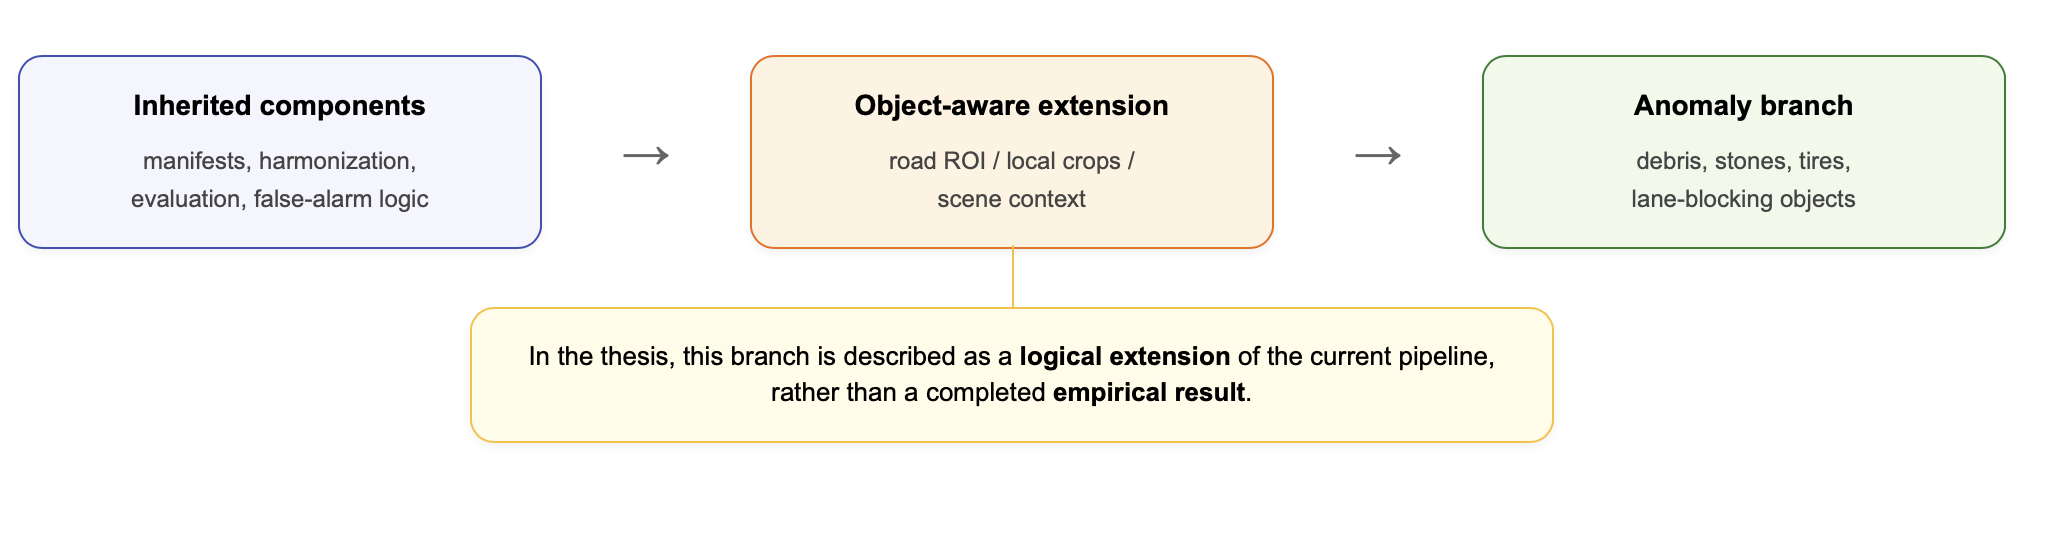 Inherited components
manifests, harmonization,
evaluation, false-alarm logic
→
Object-aware extension
road ROI / local crops /
scene context
→
Anomaly branch
debris, stones, tires,
lane-blocking objects
In the thesis, this branch is described as a logical extension of the current pipeline,
rather than a completed empirical result.